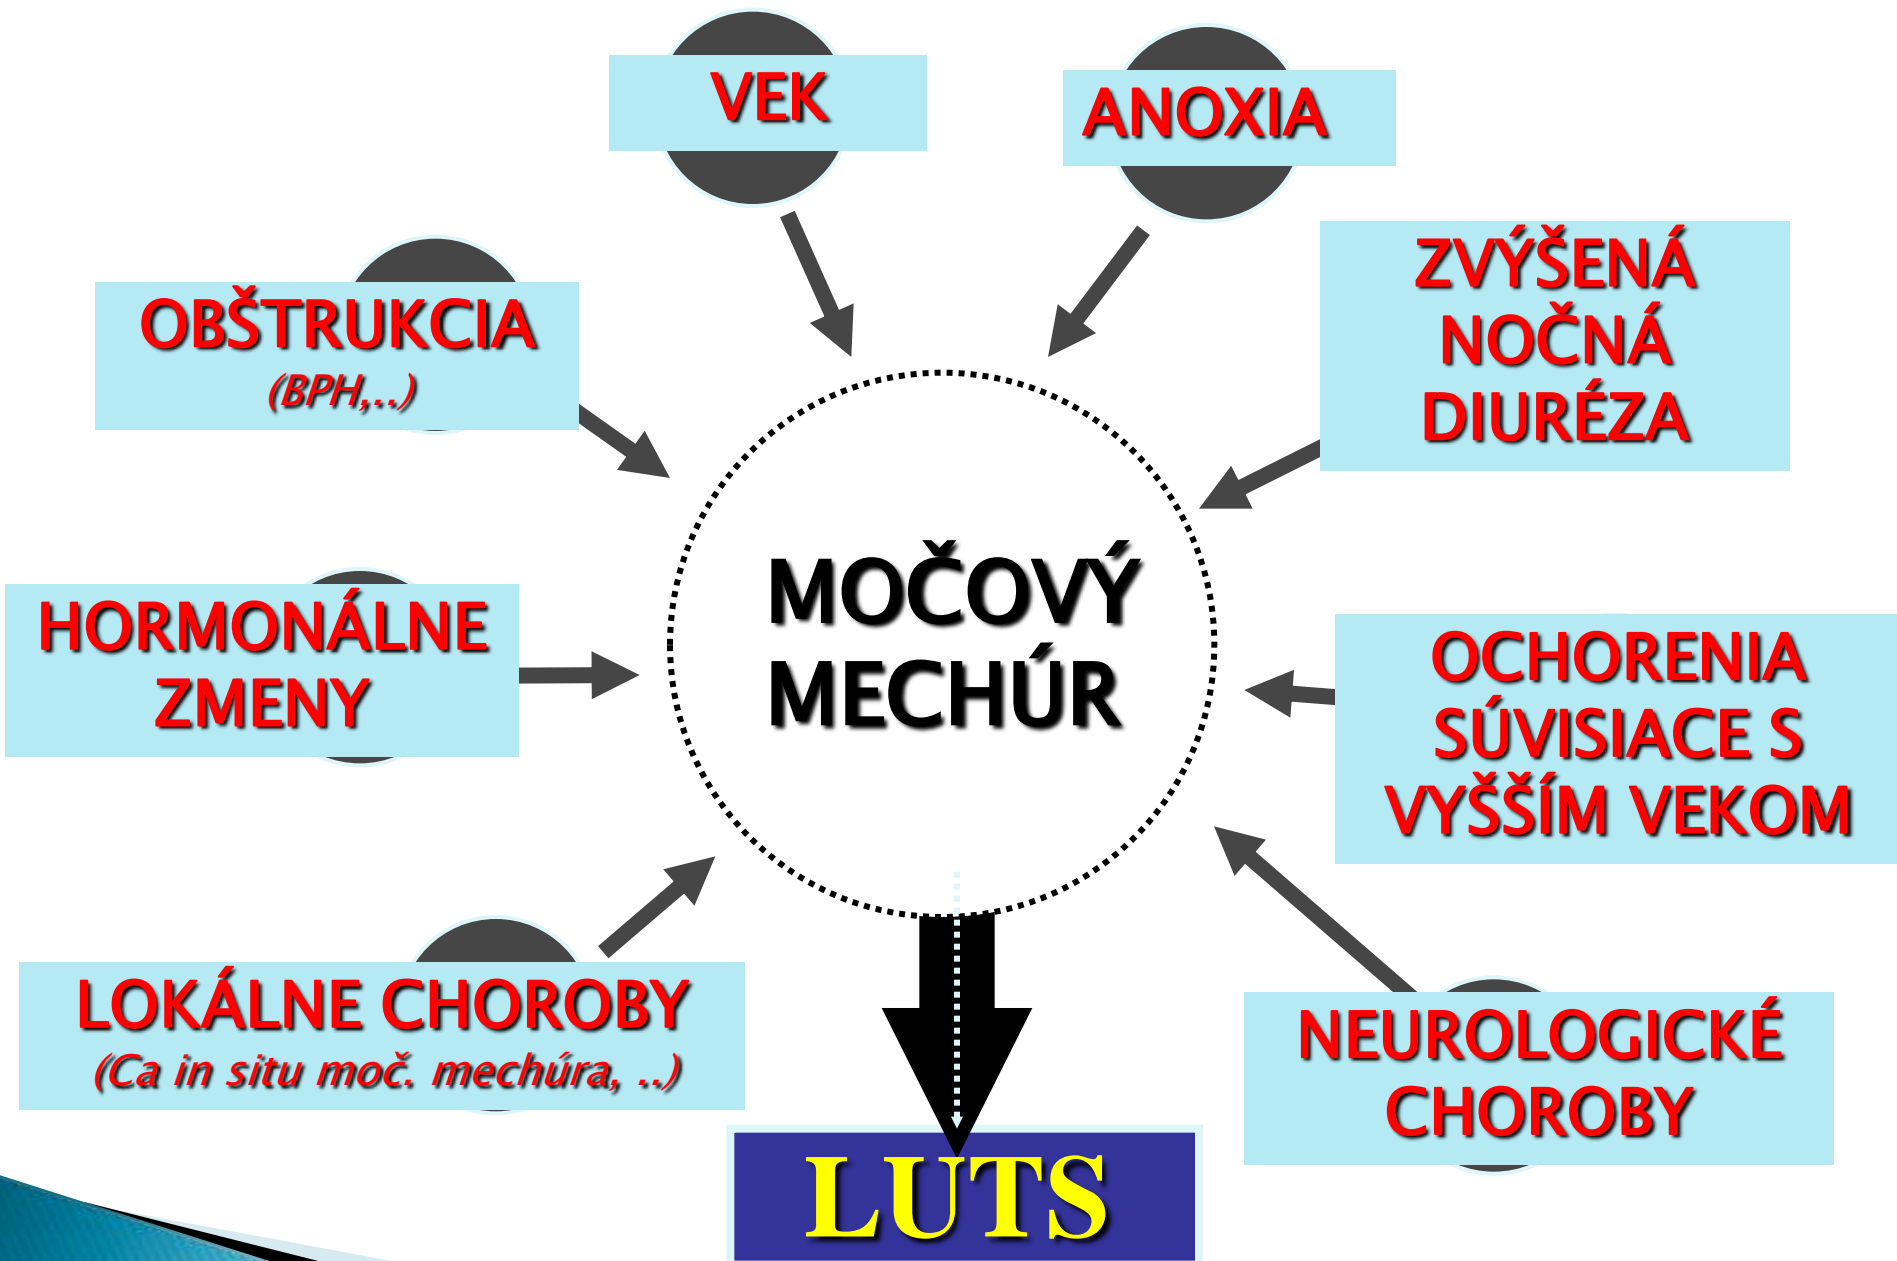 VEK
ANOXIA
ZVÝŠENÁ
NOČNÁ
DIURÉZA
OBŠTRUKCIA
(BPH,..)
MOČOVÝ
MECHÚR
HORMONÁLNE
ZMENY
OCHORENIA
SÚVISIACE S
VYŠŠÍM VEKOM
LOKÁLNE CHOROBY
(Ca in situ moč. mechúra, ..)
NEUROLOGICKÉ
CHOROBY
LUTS